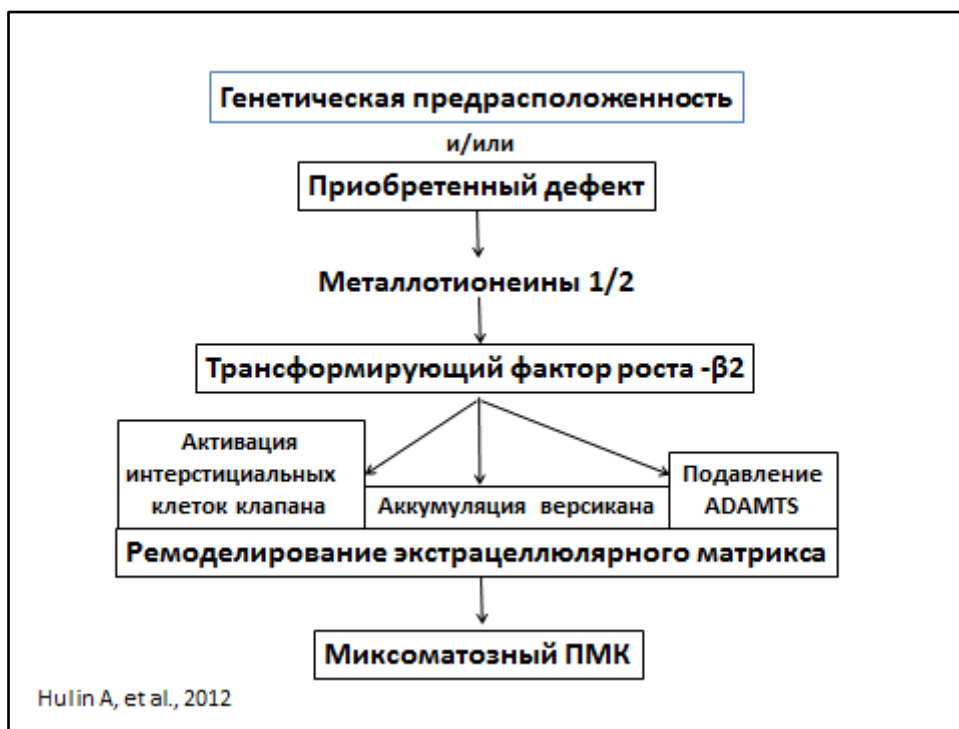 Генетическая предрасположенность
и/или
Приобретенный дефект
Металлотионеины 1/2
Трансформирующий фактор роста -β2
Активация
интерстициальных
клеток клапана
Аккумуляция версикана
Подавление
ADAMTS
Ремоделирование экстрацеллюлярного матрикса
Миксоматозный ПМК
Hulin A, et al., 2012